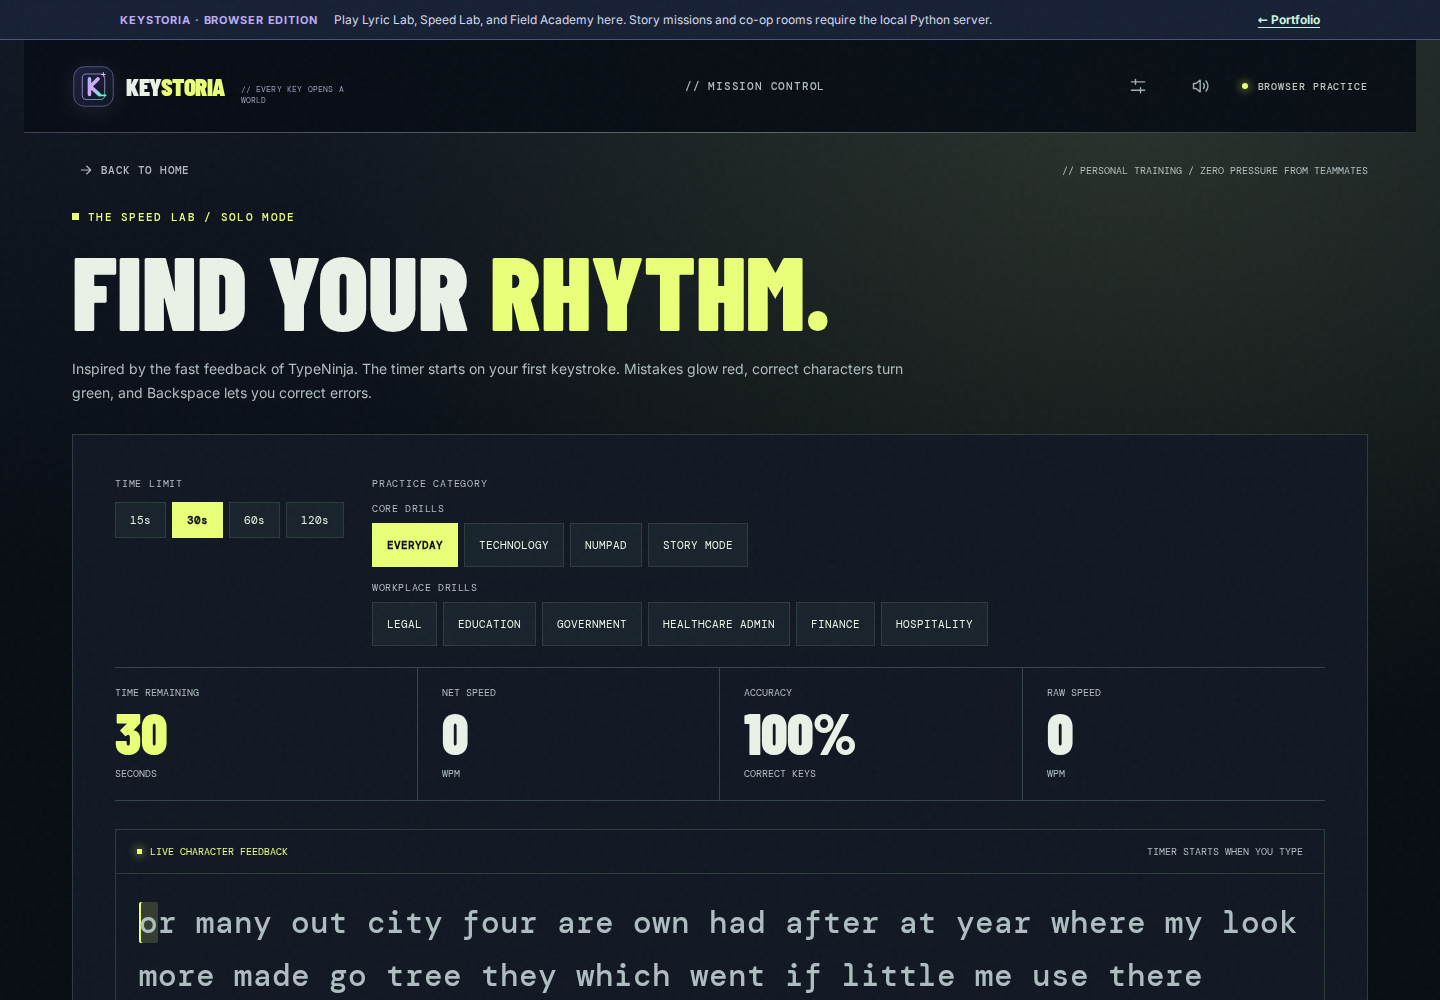 KEYSTORIA · BROWSER EDITION Play Lyric Lab, Speed Lab, and Field Academy here. Story missions and co-op rooms require the local Python server. ← Portfolio
K KEYSTORIA // EVERY KEY OPENS A WORLD // MISSION CONTROL BROWSER PRACTICE
→ BACK TO HOME // PERSONAL TRAINING / ZERO PRESSURE FROM TEAMMATES
THE SPEED LAB / SOLO MODE
FIND YOUR RHYTHM.
Inspired by the fast feedback of TypeNinja. The timer starts on your first keystroke. Mistakes glow red, correct characters turn
green, and Backspace lets you correct errors.
TIME LIMIT
15s 30s 60s 120s
PRACTICE CATEGORY
CORE DRILLS
EVERYDAY TECHNOLOGY NUMPAD STORY MODE
WORKPLACE DRILLS
LEGAL EDUCATION GOVERNMENT HEALTHCARE ADMIN FINANCE HOSPITALITY
TIME REMAINING
30
SECONDS
NET SPEED
0
WPM
ACCURACY
100%
CORRECT KEYS
RAW SPEED
0
WPM
LIVE CHARACTER FEEDBACK TIMER STARTS WHEN YOU TYPE
or many out city four are own had after at year where my look
more made go tree they which went if little me use there